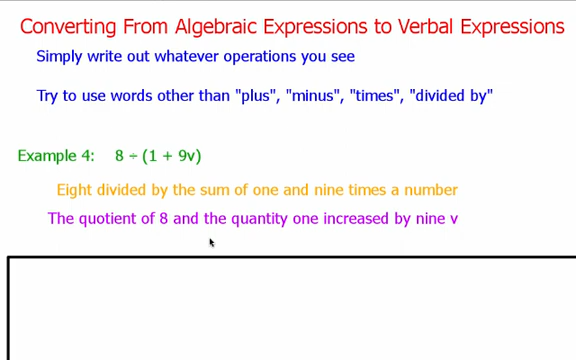 Converting From Algebraic Expressions to Verbal Expressions
Simply write out whatever operations you see
Try to use words other than "plus", "minus", "times", "divided by"
Example 4: 8 ÷ (1 + 9v)
Eight divided by the sum of one and nine times a number
The quotient of 8 and the quantity one increased by nine v